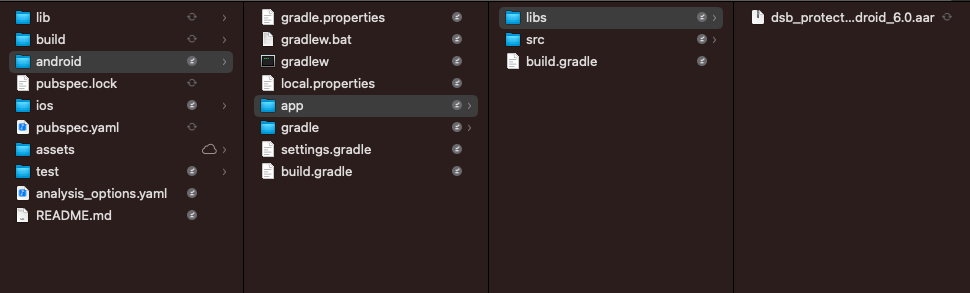 lib
build
android
pubspec.lock
ios
pubspec.yaml
assets
test
analysis_options.yaml
README.md
gradle.properties
gradlew.bat
gradlew
local.properties
app
gradle
settings.gradle
build.gradle
libs
src
build.gradle
dsb_protect...droid_6.0.aar